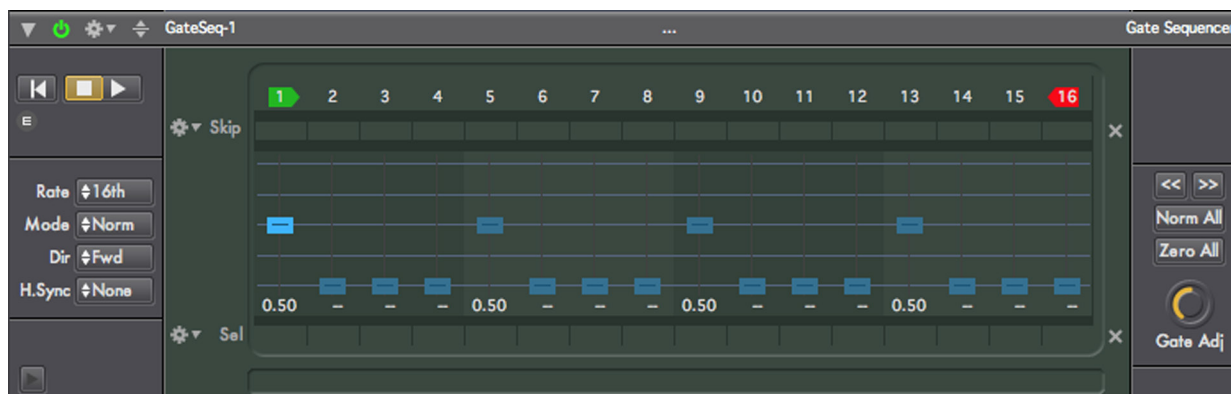 GateSeq-1 ... Gate Sequence
E
1 2 3 4 5 6 7 8 9 10 11 12 13 14 15 16
Skip
Rate 16th
Mode Norm
Dir Fwd
H.Sync None
0.50 – – – 0.50 – – – 0.50 – – – 0.50 – – –
Sel
<< >>
Norm All
Zero All
Gate Adj